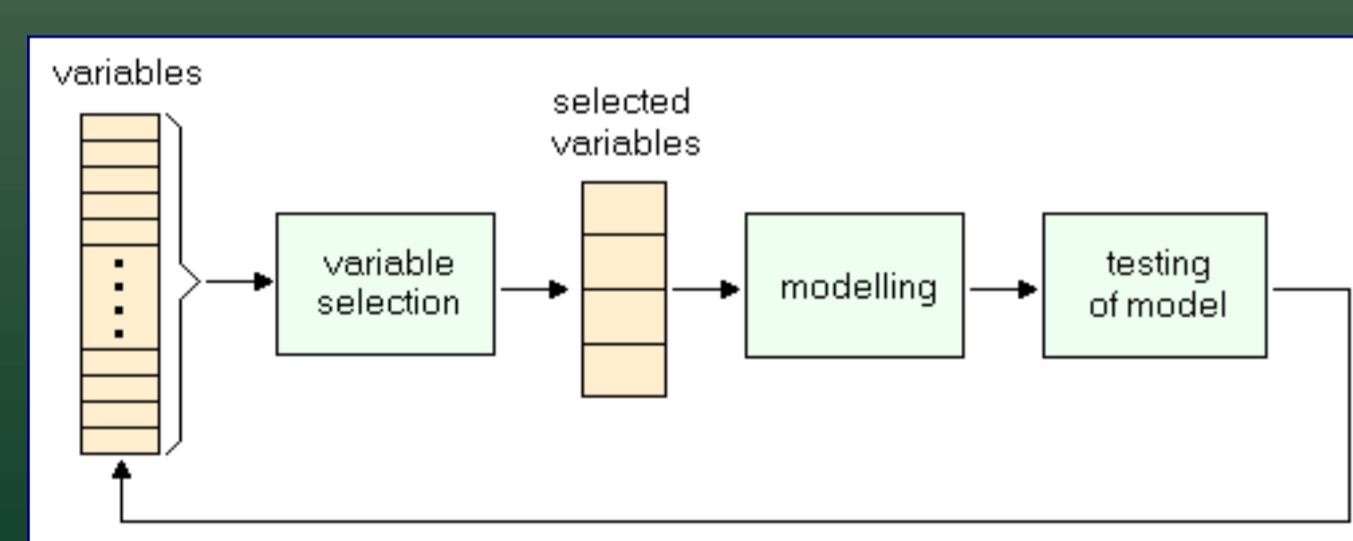 variables
selected
variables
variable
selection
modelling
testing
of model